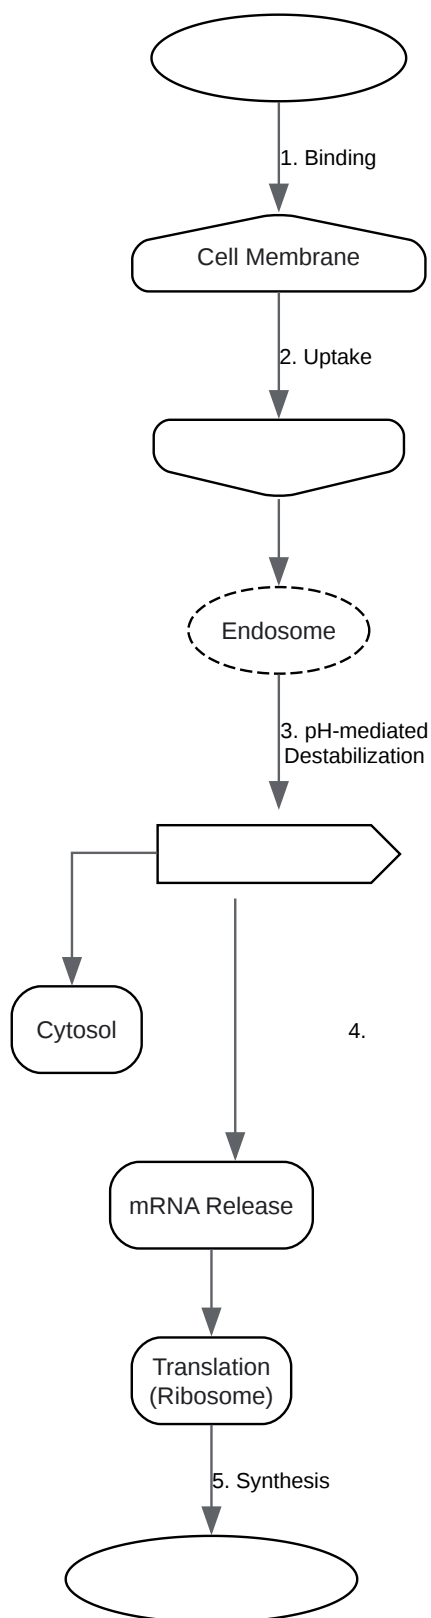 1. Binding
Cell Membrane
2. Uptake
Endosome
3. pH-mediated
Destabilization
Cytosol
4.
mRNA Release
Translation
(Ribosome)
5. Synthesis